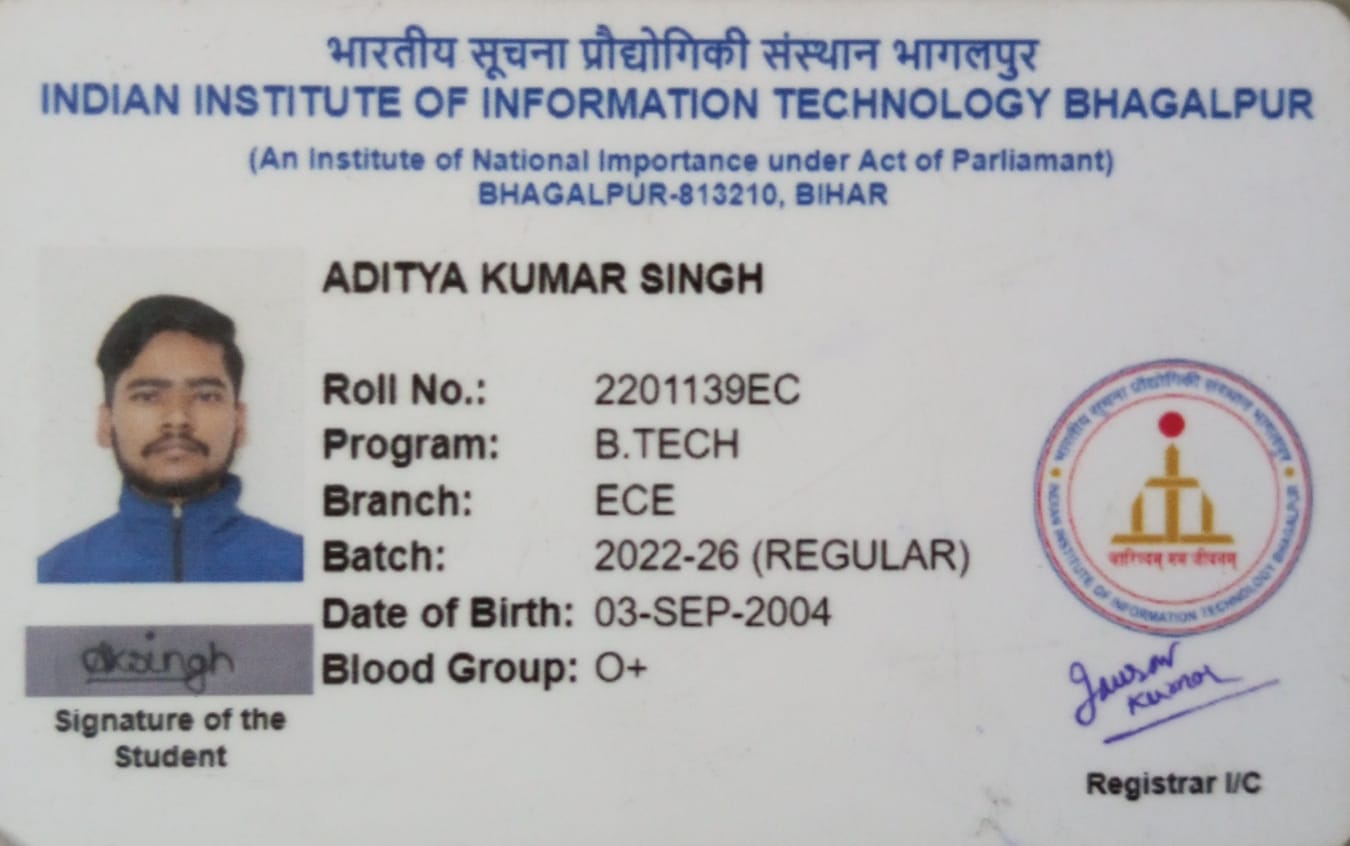 भारतीय सूचना प्रौद्योगिकी संस्थान भागलपुर
INDIAN INSTITUTE OF INFORMATION TECHNOLOGY BHAGALPUR
(An Institute of National Importance under Act of Parliamant)
BHAGALPUR-813210, BIHAR
ADITYA KUMAR SINGH
Roll No.: 2201139EC
Program: B.TECH
Branch: ECE
Batch: 2022-26 (REGULAR)
Date of Birth: 03-SEP-2004
Blood Group: O+
aksingh
Signature of the
Student
भारतीय सूचना प्रौद्योगिकी संस्थान भागलपुर
INDIAN INSTITUTE OF INFORMATION TECHNOLOGY BHAGALPUR
Kumar
Registrar I/C